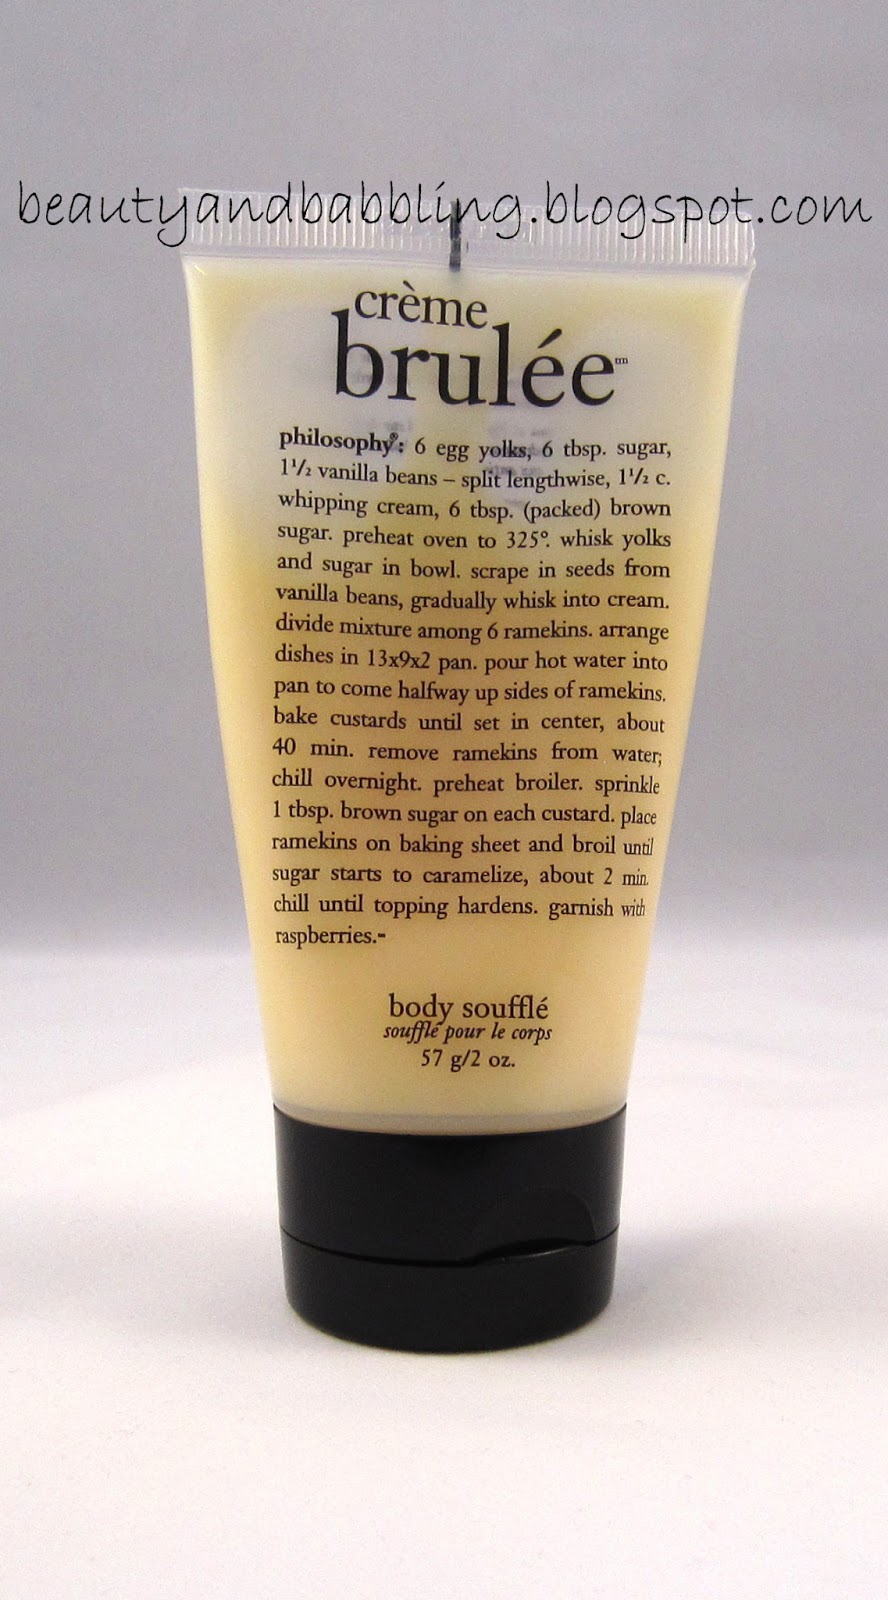 beautyandbabbling.blogspot.com
crème
brulée™
philosophy®: 6 egg yolks, 6 tbsp. sugar,
1 1/2 vanilla beans – split lengthwise, 1 1/2 c.
whipping cream, 6 tbsp. (packed) brown
sugar. preheat oven to 325°. whisk yolks
and sugar in bowl. scrape in seeds from
vanilla beans, gradually whisk into cream.
divide mixture among 6 ramekins. arrange
dishes in 13x9x2 pan. pour hot water into
pan to come halfway up sides of ramekins.
bake custards until set in center, about
40 min. remove ramekins from water;
chill overnight. preheat broiler. sprinkle
1 tbsp. brown sugar on each custard. place
ramekins on baking sheet and broil until
sugar starts to caramelize, about 2 min.
chill until topping hardens. garnish with
raspberries.-
body soufflé
soufflé pour le corps
57 g/2 oz.